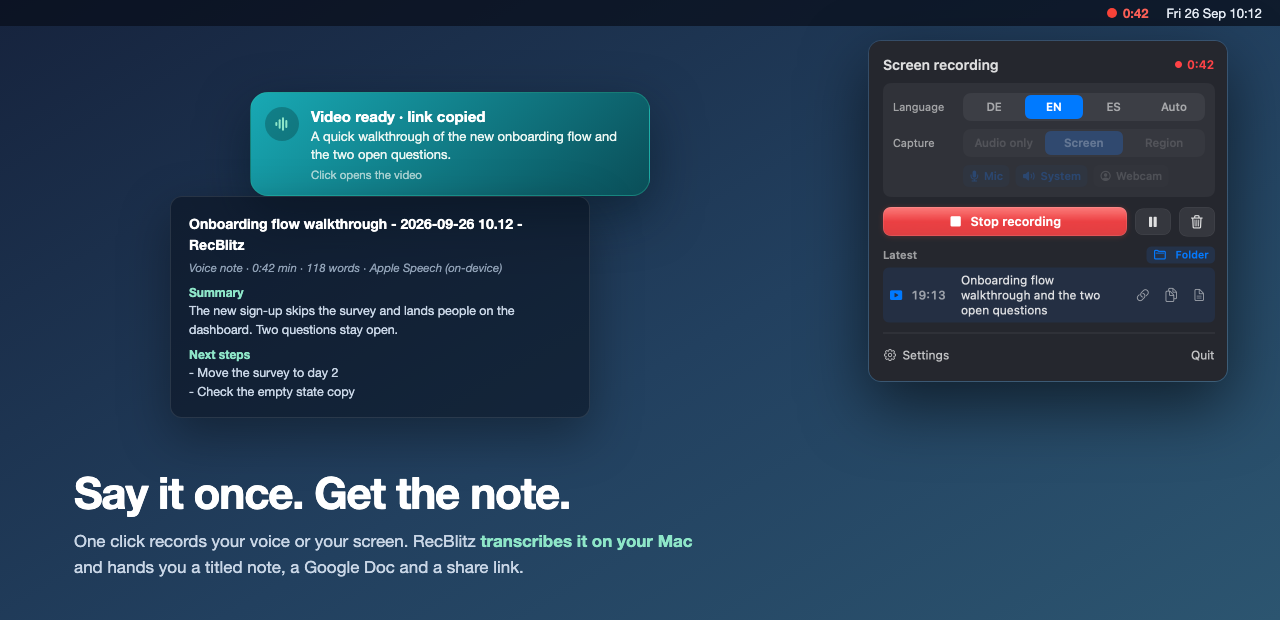 0:42 Fri 26 Sep 10:12
Video ready · link copied
A quick walkthrough of the new onboarding flow and
the two open questions.
Click opens the video
Onboarding flow walkthrough - 2026-09-26 10.12 -
RecBlitz
Voice note · 0:42 min · 118 words · Apple Speech (on-device)
Summary
The new sign-up skips the survey and lands people on the
dashboard. Two questions stay open.
Next steps
- Move the survey to day 2
- Check the empty state copy
Screen recording 0:42
Language DE EN ES Auto
Capture Audio only Screen Region
Mic System Webcam
Stop recording
Latest Folder
19:13
Onboarding flow
walkthrough and the two
open questions
Settings Quit
Say it once. Get the note.
One click records your voice or your screen. RecBlitz transcribes it on your Mac
and hands you a titled note, a Google Doc and a share link.